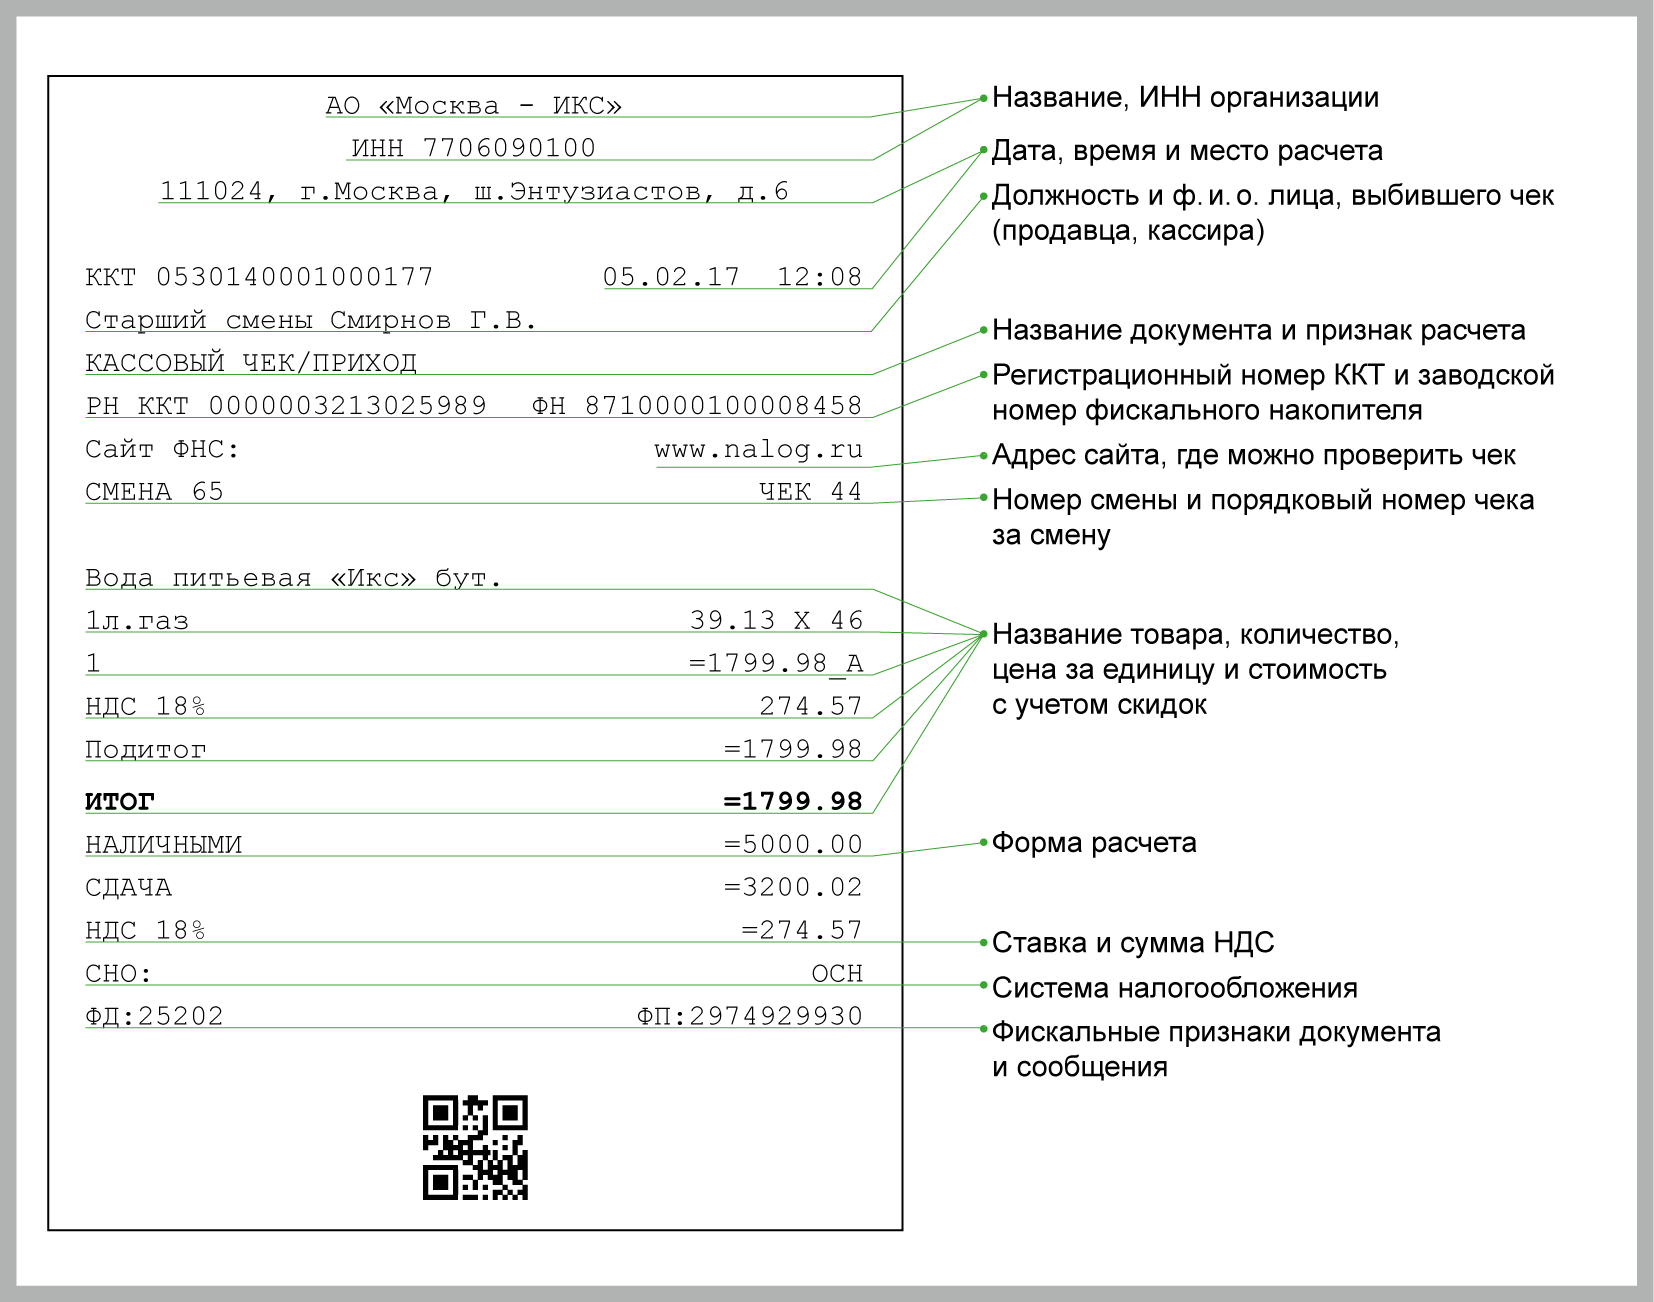 АО «Москва - ИКС»
ИНН 7706090100
111024, г.Москва, ш.Энтузиастов, д.6
ККТ 0530140001000177 05.02.17 12:08
Старший смены Смирнов Г.В.
КАССОВЫЙ ЧЕК/ПРИХОД
РН ККТ 0000003213025989 ФН 8710000100008458
Сайт ФНС: www.nalog.ru
СМЕНА 65 ЧЕК 44
Вода питьевая «Икс» бут.
1л.газ 39.13 X 46
1 =1799.98_А
НДС 18% 274.57
Подитог =1799.98
ИТОГ =1799.98
НАЛИЧНЫМИ =5000.00
СДАЧА =3200.02
НДС 18% =274.57
СНО: ОСН
ФД:25202 ФП:2974929930
Название, ИНН организации
Дата, время и место расчета
Должность и ф. и. о. лица, выбившего чек
(продавца, кассира)
Название документа и признак расчета
Регистрационный номер ККТ и заводской
номер фискального накопителя
Адрес сайта, где можно проверить чек
Номер смены и порядковый номер чека
за смену
Название товара, количество,
цена за единицу и стоимость
с учетом скидок
Форма расчета
Ставка и сумма НДС
Система налогообложения
Фискальные признаки документа
и сообщения